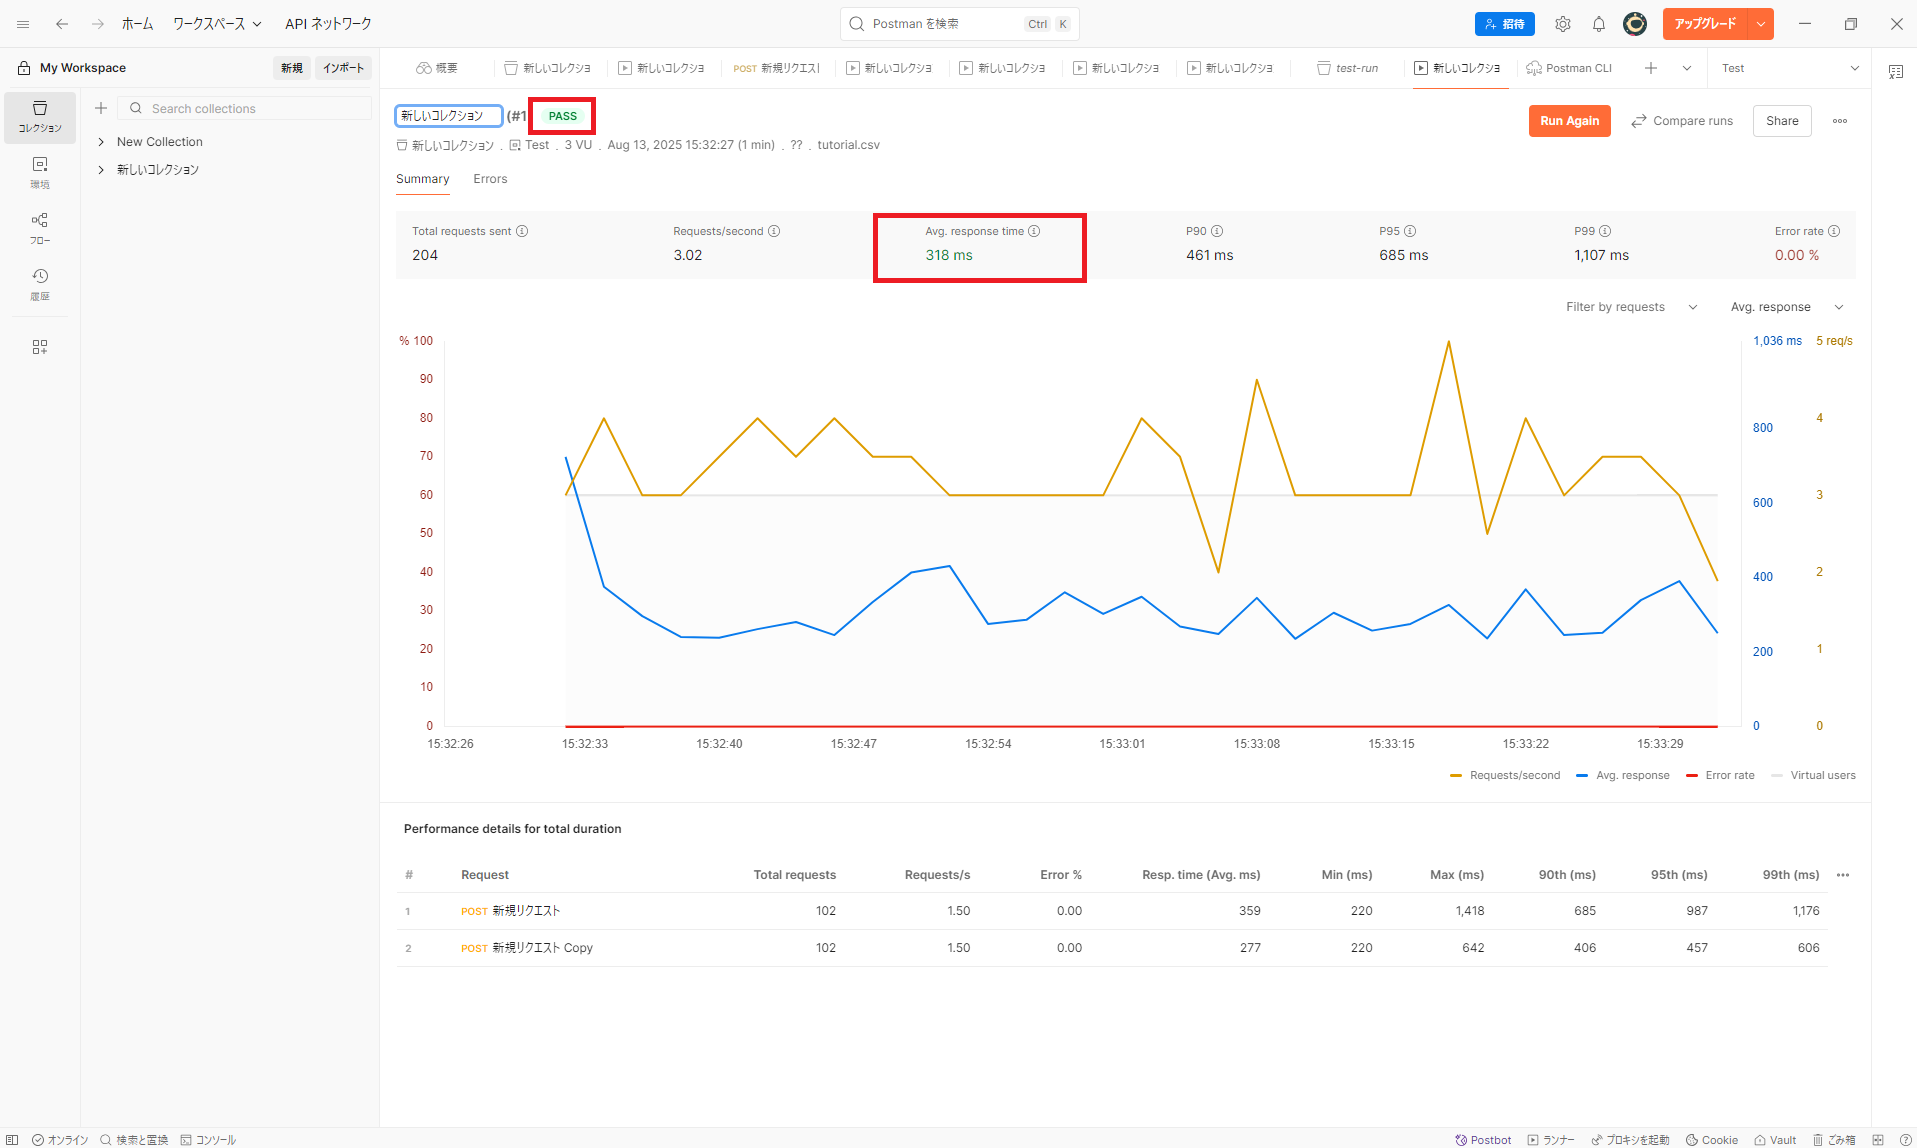 ホーム ワークスペース API ネットワーク Postman を検索 Ctrl K 招待 アップグレード
My Workspace 新規 インポート 概要 新しいコレクショ 新しいコレクショ POST 新規リクエスト 新しいコレクショ 新しいコレクショ 新しいコレクショ 新しいコレクショ test-run 新しいコレクショ Postman CLI Test
コレクション
環境
フロー
履歴
Search collections
New Collection
新しいコレクション
新しいコレクション (#1 PASS Run Again Compare runs Share
新しいコレクション . Test . 3 VU . Aug 13, 2025 15:32:27 (1 min) . ?? . tutorial.csv
Summary Errors
Total requests sent Requests/second Avg. response time P90 P95 P99 Error rate
204 3.02 318 ms 461 ms 685 ms 1,107 ms 0.00 %
Filter by requests Avg. response
% 100 1,036 ms 5 req/s
90
80 800 4
70
60 600 3
50
40 400 2
30
20 200 1
10
0 0 0
15:32:26 15:32:33 15:32:40 15:32:47 15:32:54 15:33:01 15:33:08 15:33:15 15:33:22 15:33:29
Requests/second Avg. response Error rate Virtual users
Performance details for total duration
# Request Total requests Requests/s Error % Resp. time (Avg. ms) Min (ms) Max (ms) 90th (ms) 95th (ms) 99th (ms)
1 POST 新規リクエスト 102 1.50 0.00 359 220 1,418 685 987 1,176
2 POST 新規リクエスト Copy 102 1.50 0.00 277 220 642 406 457 606
オンライン 検索と置換 コンソール Postbot ランナー プロキシを起動 Cookie Vault ごみ箱